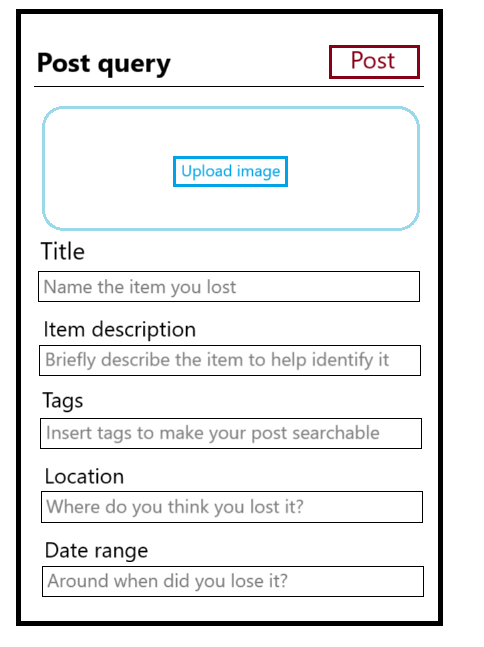 Post query
Post
Upload image
Title
Name the item you lost
Item description
Briefly describe the item to help identify it
Tags
Insert tags to make your post searchable
Location
Where do you think you lost it?
Date range
Around when did you lose it?